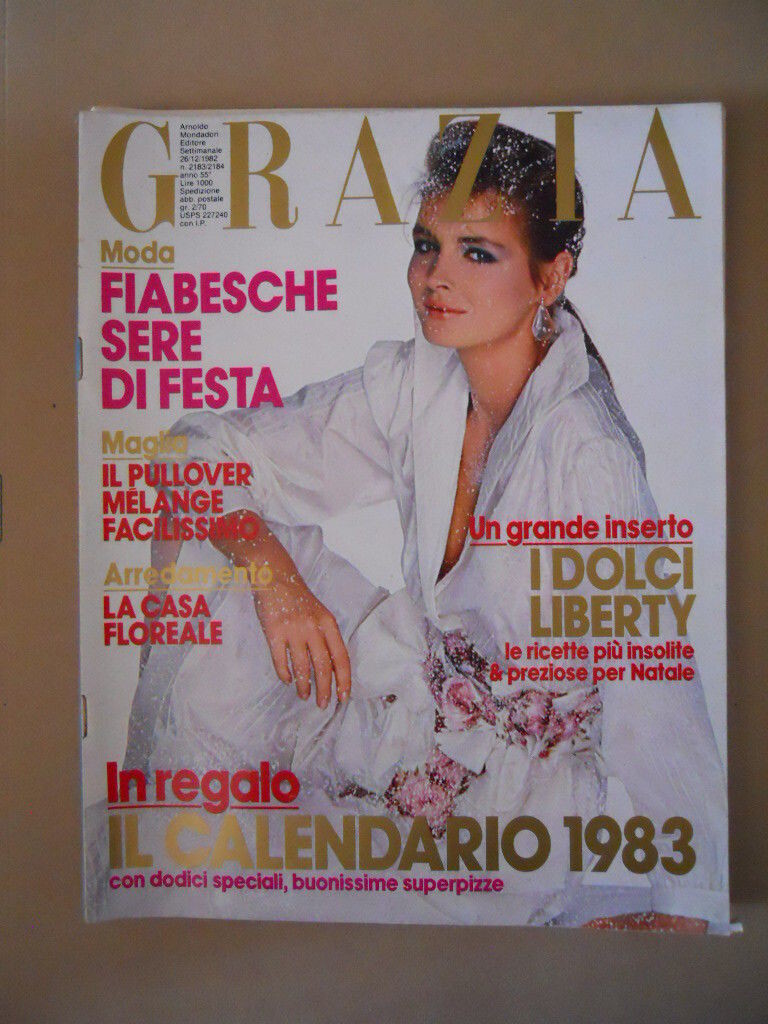 GRAZIA
Arnoldo
Mondadori
Editore
Settimanale
26/12/1982
n. 2183/2184
anno 55°
Lire 1000
Spedizione
abb. postale
gr. 2/70
USPS 227240
con I.P.
Moda
FIABESCHE
SERE
DI FESTA
Maglia
IL PULLOVER
MÉLANGE
FACILISSIMO
Arredamento
LA CASA
FLOREALE
Un grande inserto
I DOLCI
LIBERTY
le ricette più insolite
& preziose per Natale
In regalo
IL CALENDARIO 1983
con dodici speciali, buonissime superpizze